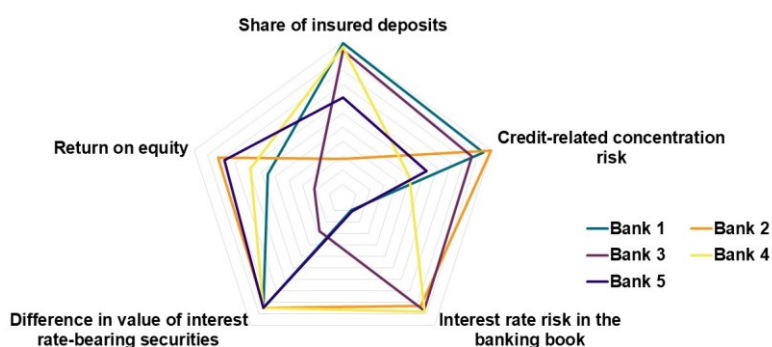 Share of insured deposits
Return on equity
Credit-related concentration
risk
Bank 1
Bank 2
Bank 3
Bank 4
Bank 5
Difference in value of interest
rate-bearing securities
Interest rate risk in the
banking book